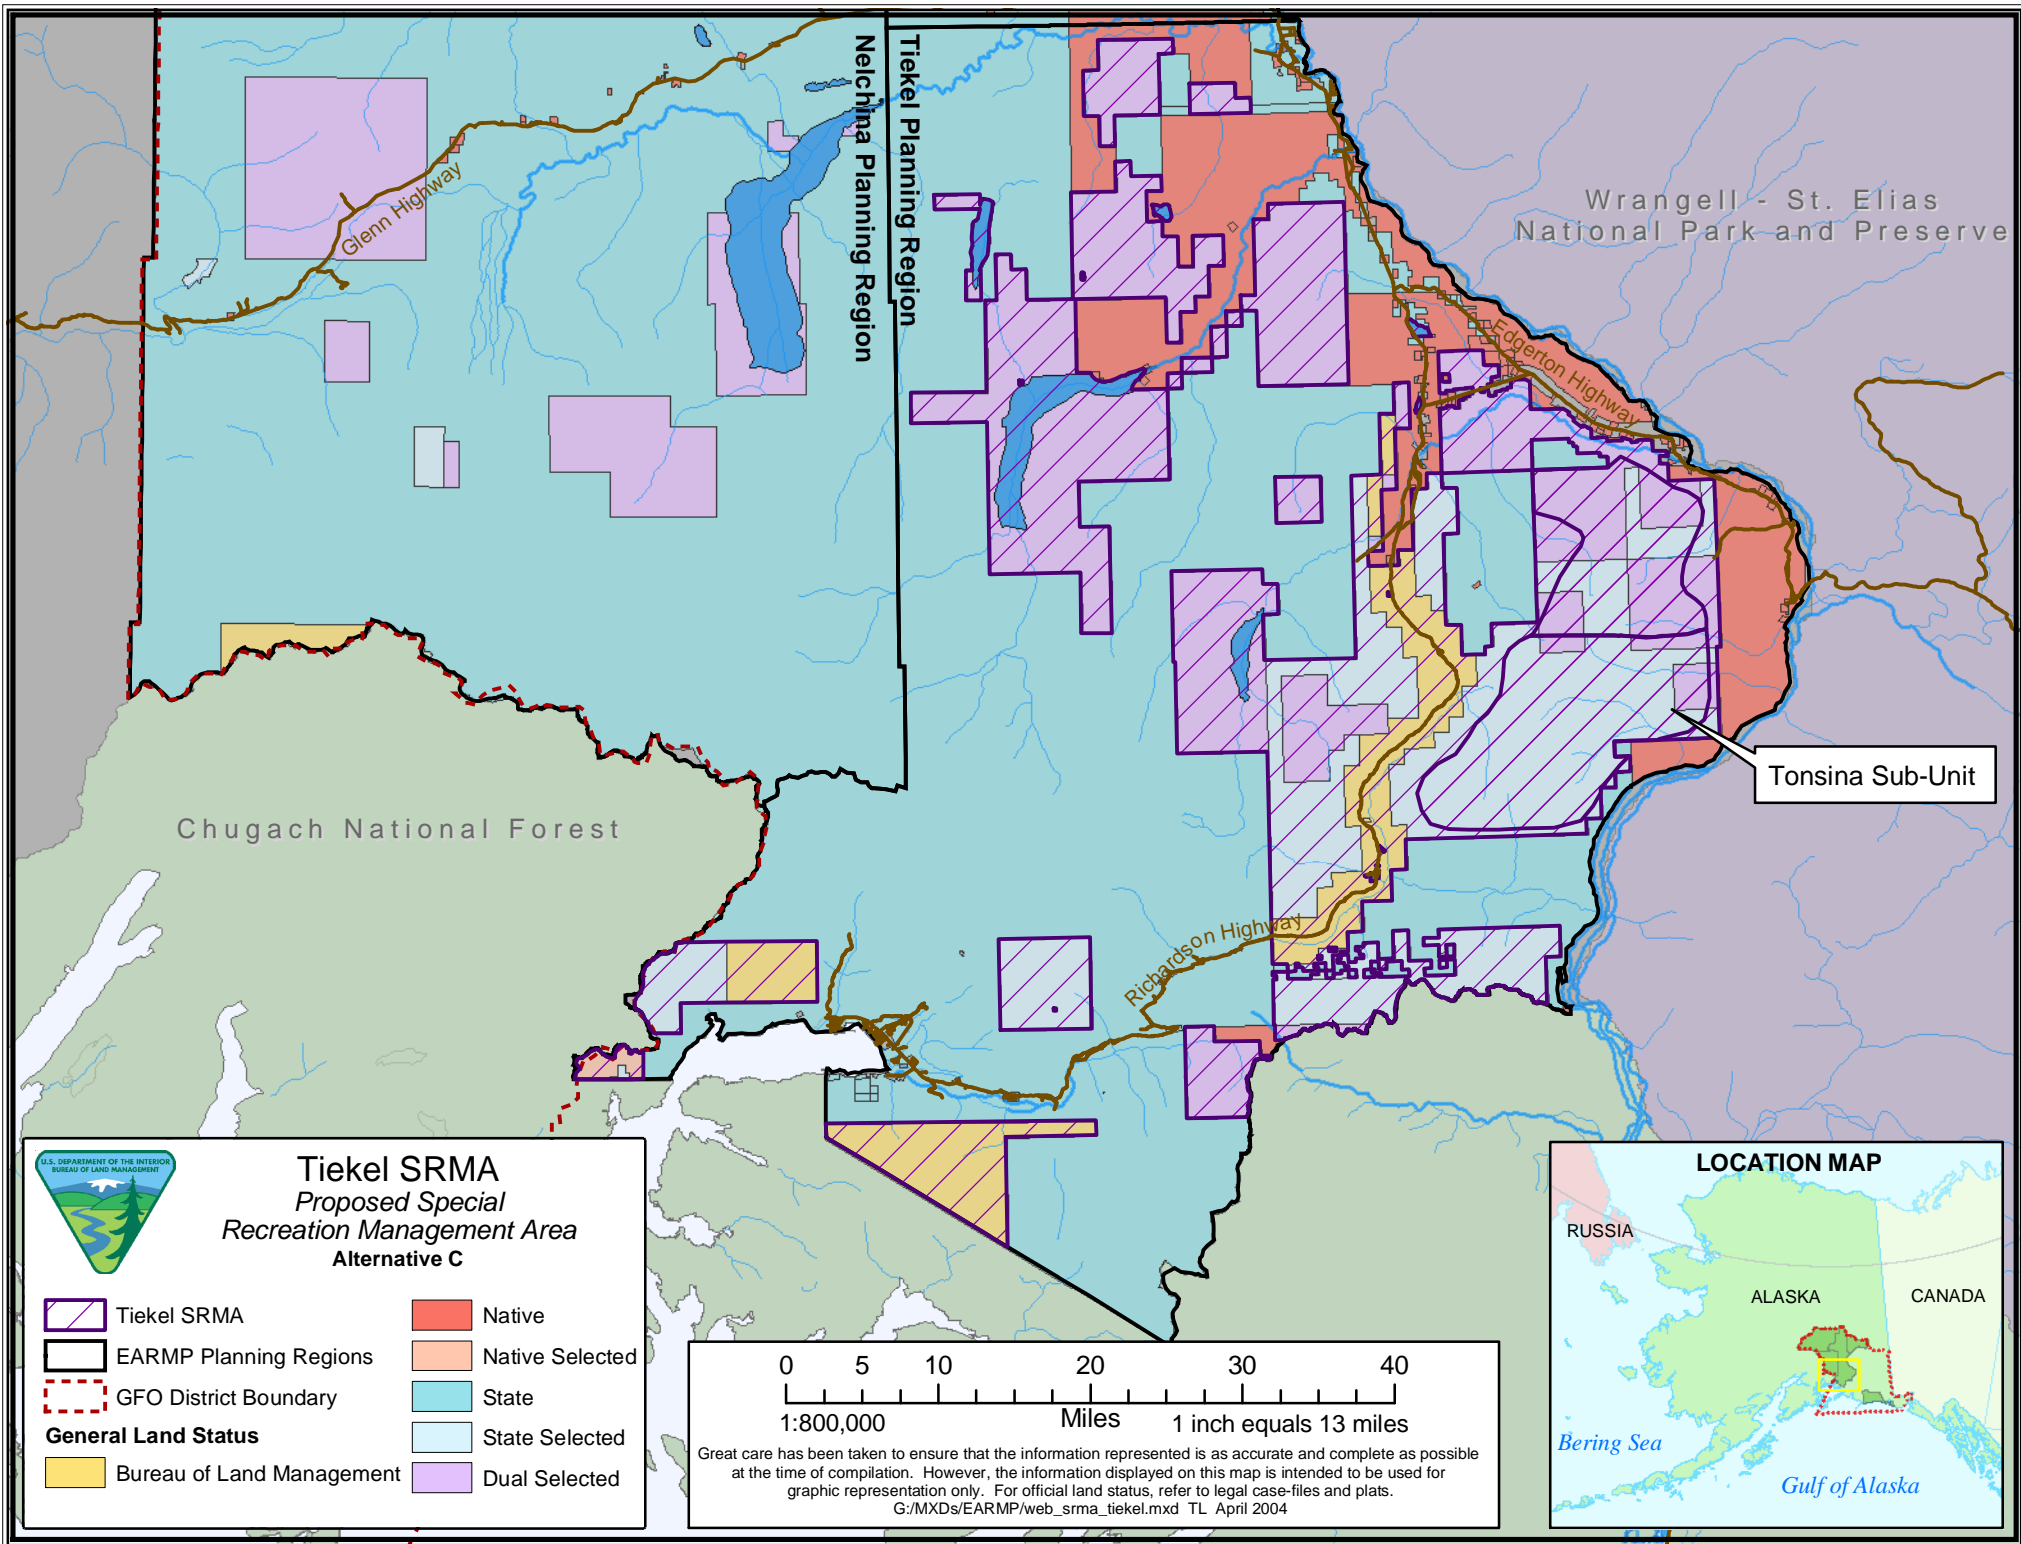 Tiekel Planning Region
Nelchina Planning Region
Glenn Highway
Wrangell - St. Elias
National Park and Preserve
Edgerton Highway
Tonsina Sub-Unit
Chugach National Forest
Richardson Highway
U.S. DEPARTMENT OF THE INTERIOR
BUREAU OF LAND MANAGEMENT
Tiekel SRMA
Proposed Special
Recreation Management Area
Alternative C
Tiekel SRMA
EARMP Planning Regions
GFO District Boundary
General Land Status
Bureau of Land Management
Native
Native Selected
State
State Selected
Dual Selected
0 5 10 20 30 40
1:800,000 Miles 1 inch equals 13 miles
Great care has been taken to ensure that the information represented is as accurate and complete as possible
at the time of compilation. However, the information displayed on this map is intended to be used for
graphic representation only. For official land status, refer to legal case-files and plats.
G:/MXDs/EARMP/web_srma_tiekel.mxd TL April 2004
LOCATION MAP
RUSSIA
ALASKA
CANADA
Bering Sea
Gulf of Alaska